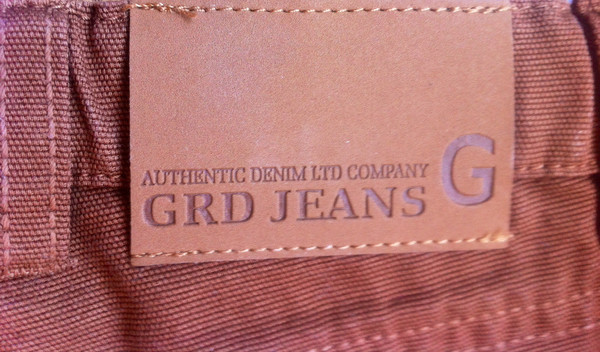 AUTHENTIC DENIM LTD COMPANY
GRD JEANS
G